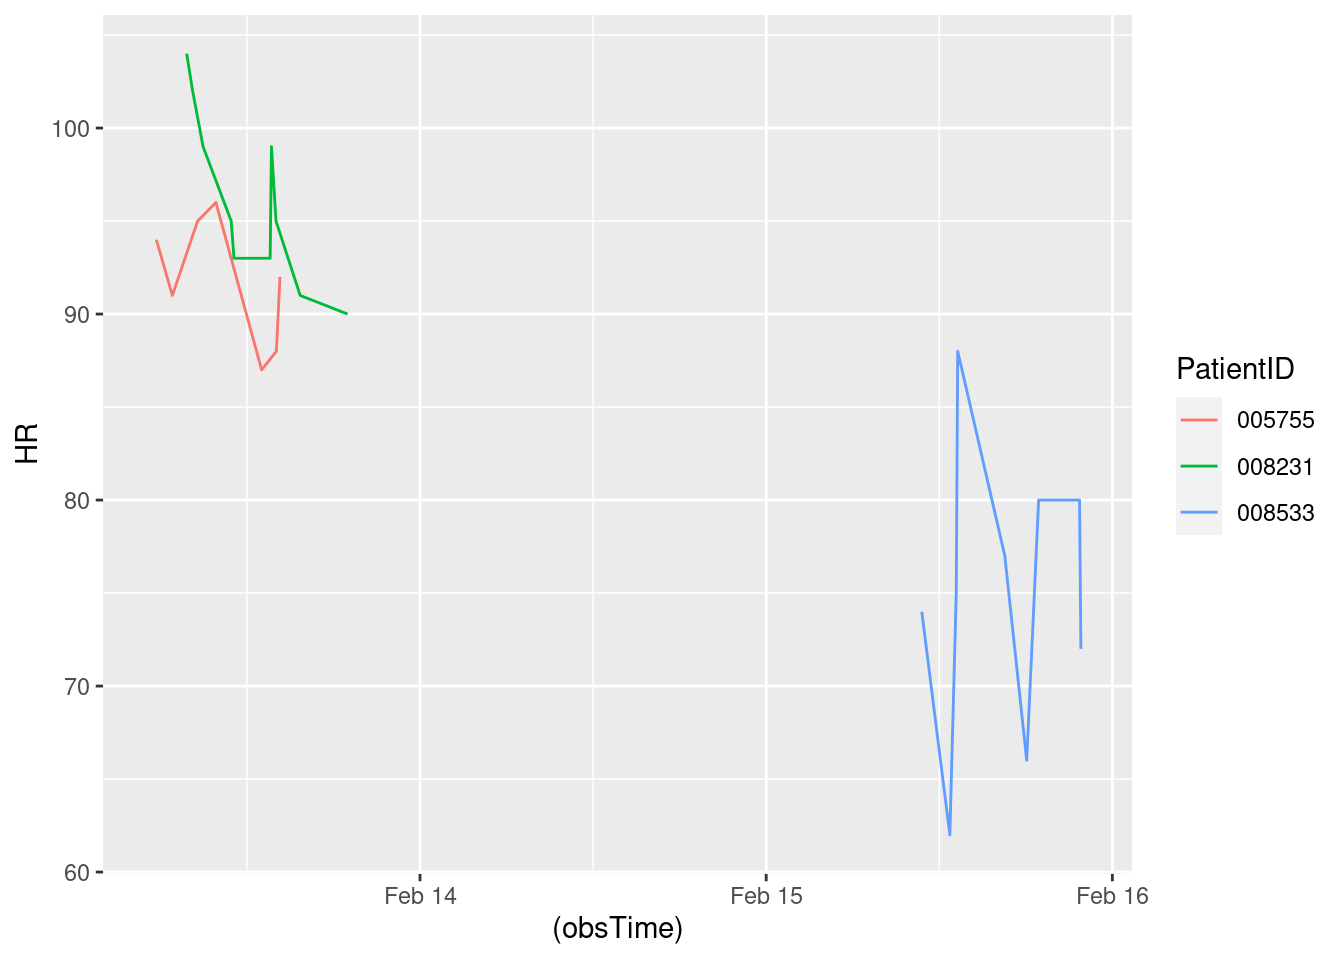 HR
100
90
80
70
60
Feb 14
Feb 15
Feb 16
(obsTime)
PatientID
005755
008231
008533